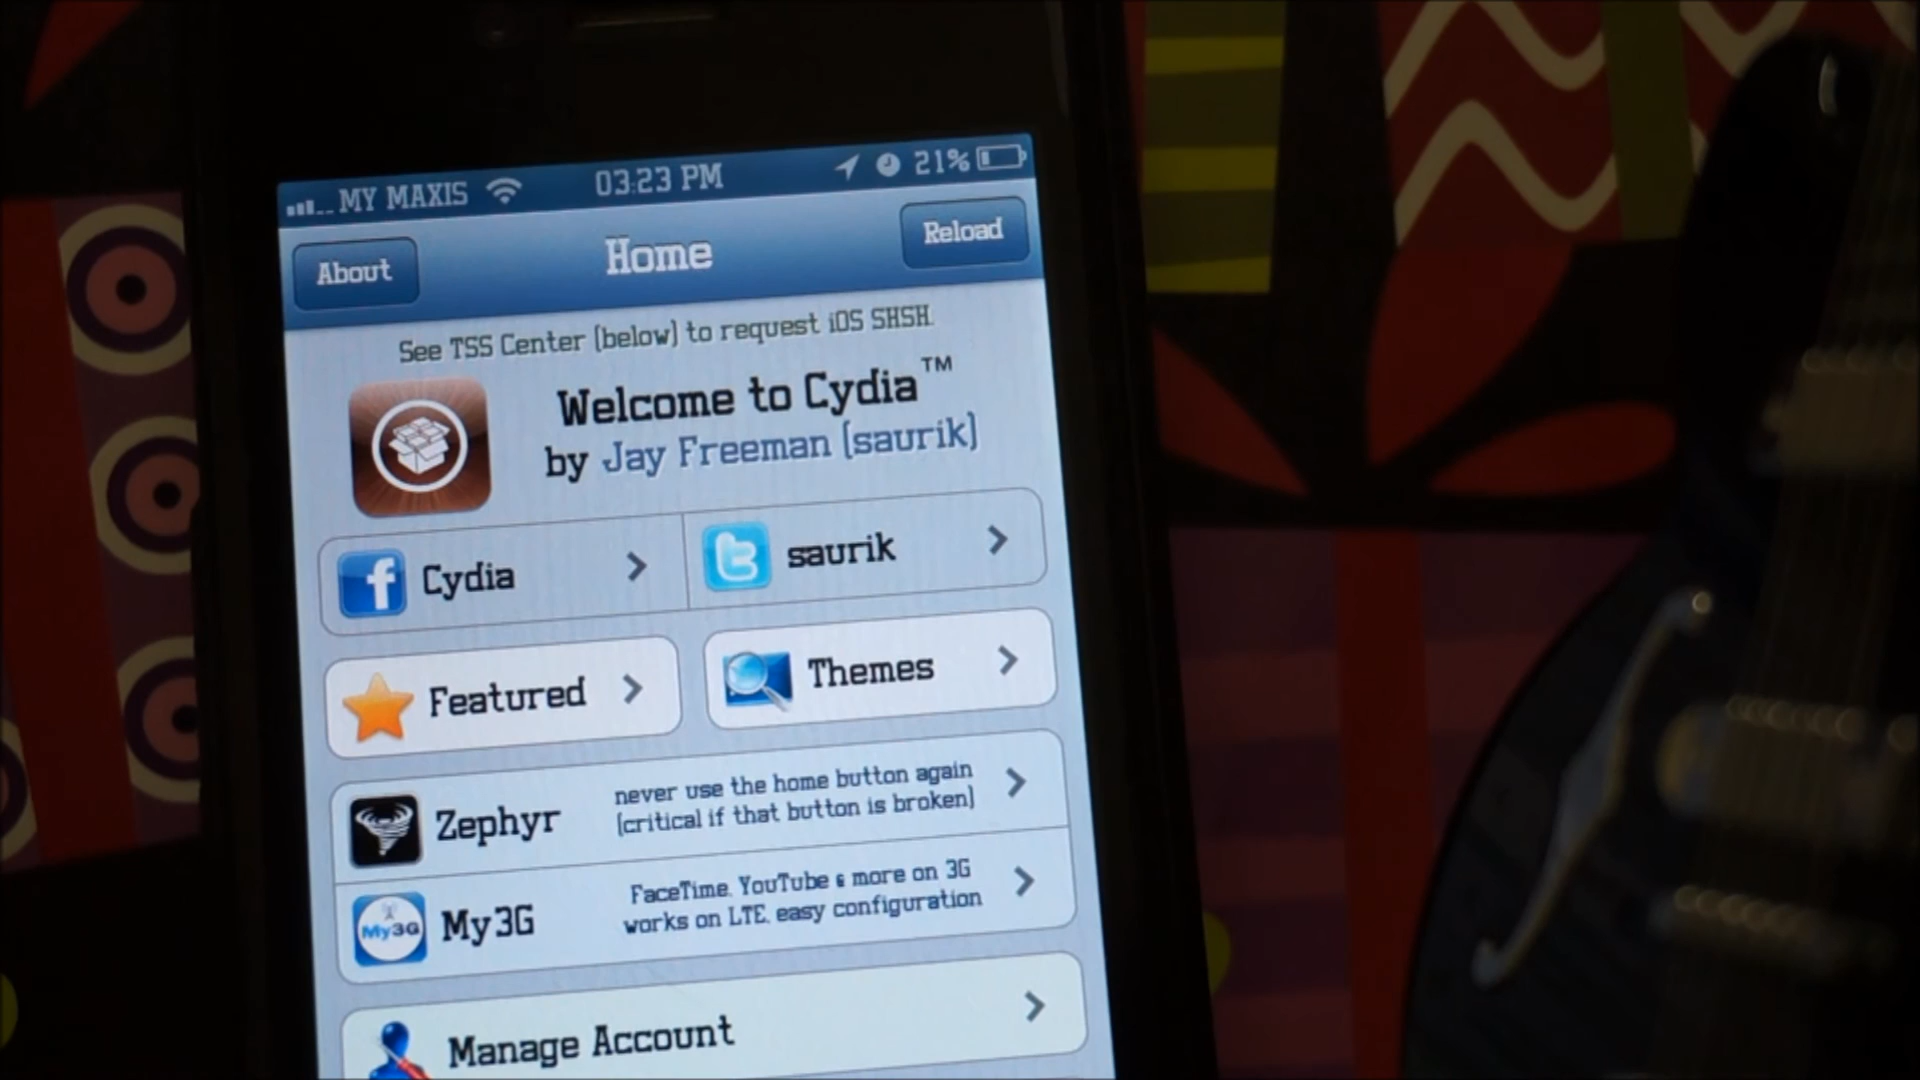 MY MAXIS 03:23 PM 21%
About Home Reload
See TSS Center (below) to request iOS SHSH.
Welcome to Cydia™
by Jay Freeman (saurik)
Cydia
saurik
Featured
Themes
Zephyr
never use the home button again
(critical if that button is broken)
My3G
My3G
FaceTime, YouTube & more on 3G
works on LTE, easy configuration
Manage Account